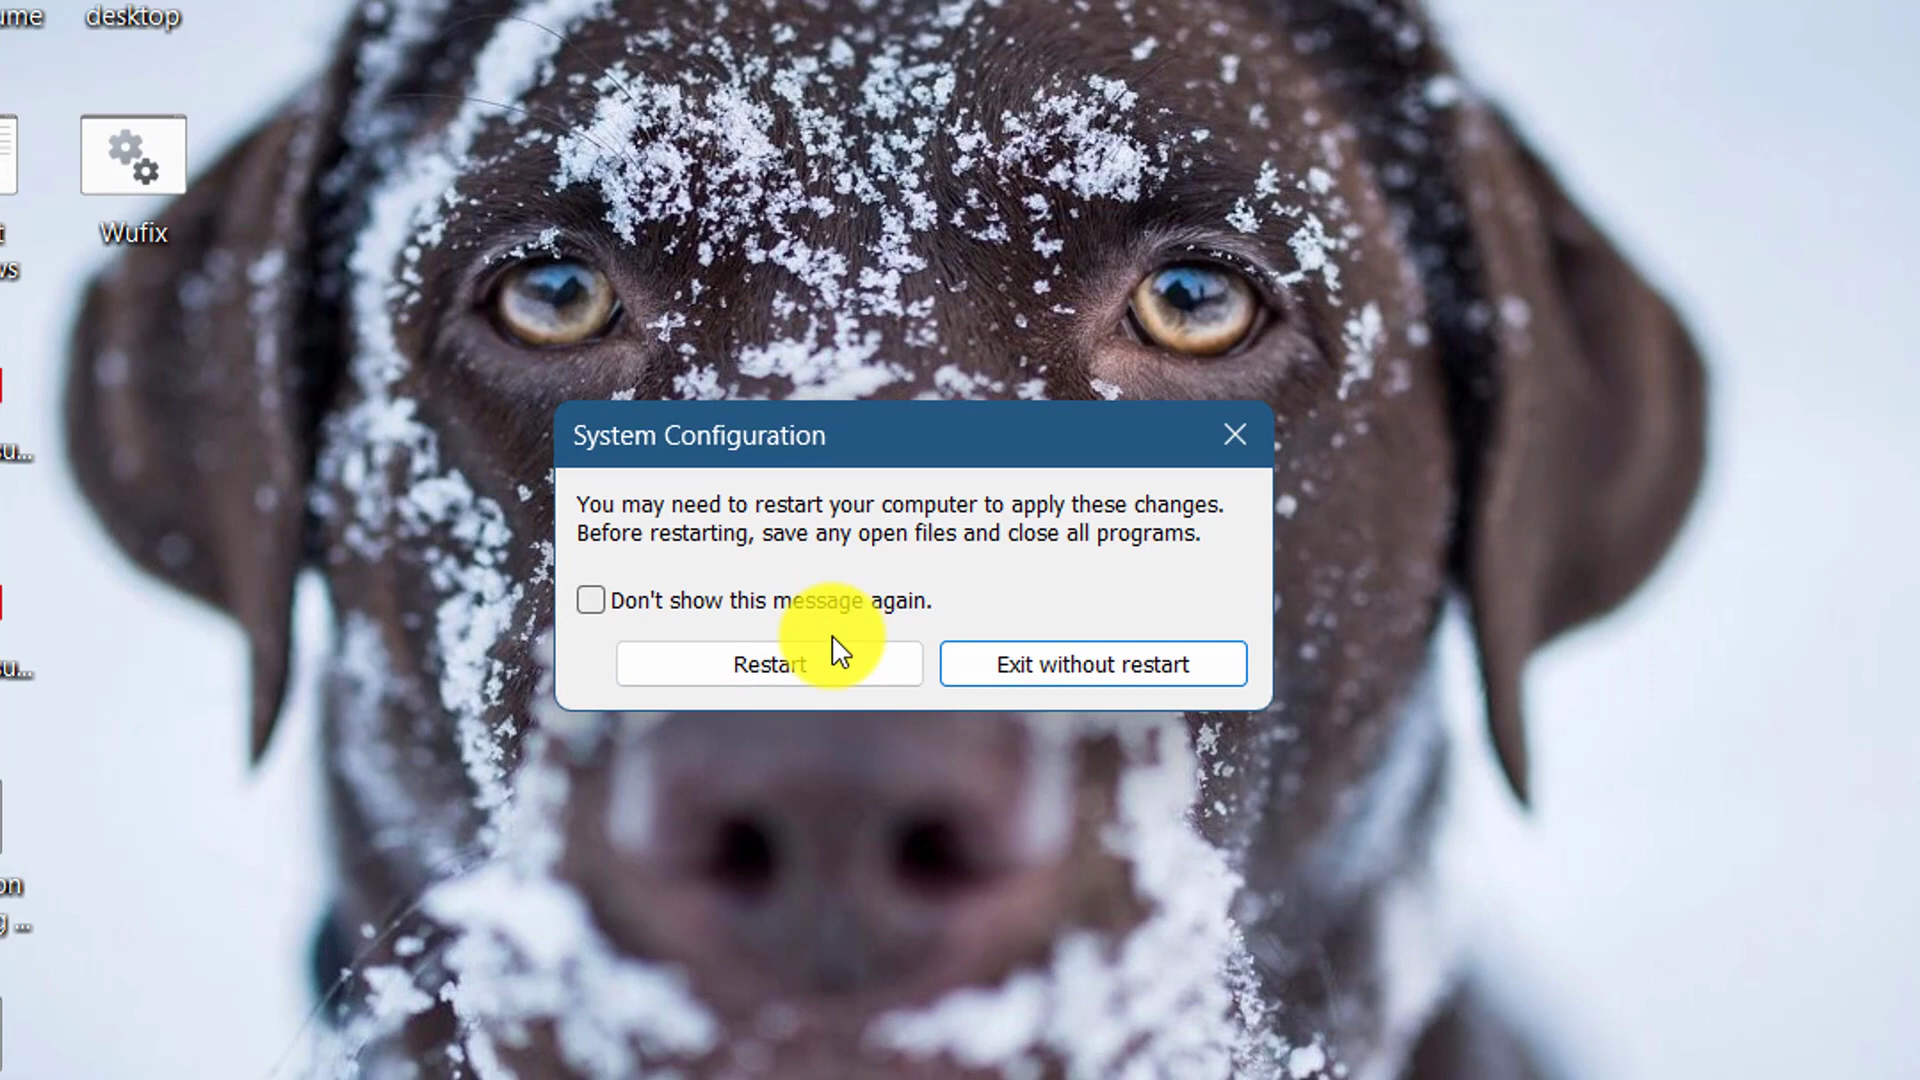 desktop
Wufix
System Configuration
You may need to restart your computer to apply these changes.
Before restarting, save any open files and close all programs.
Don't show this message again.
Restart
Exit without restart